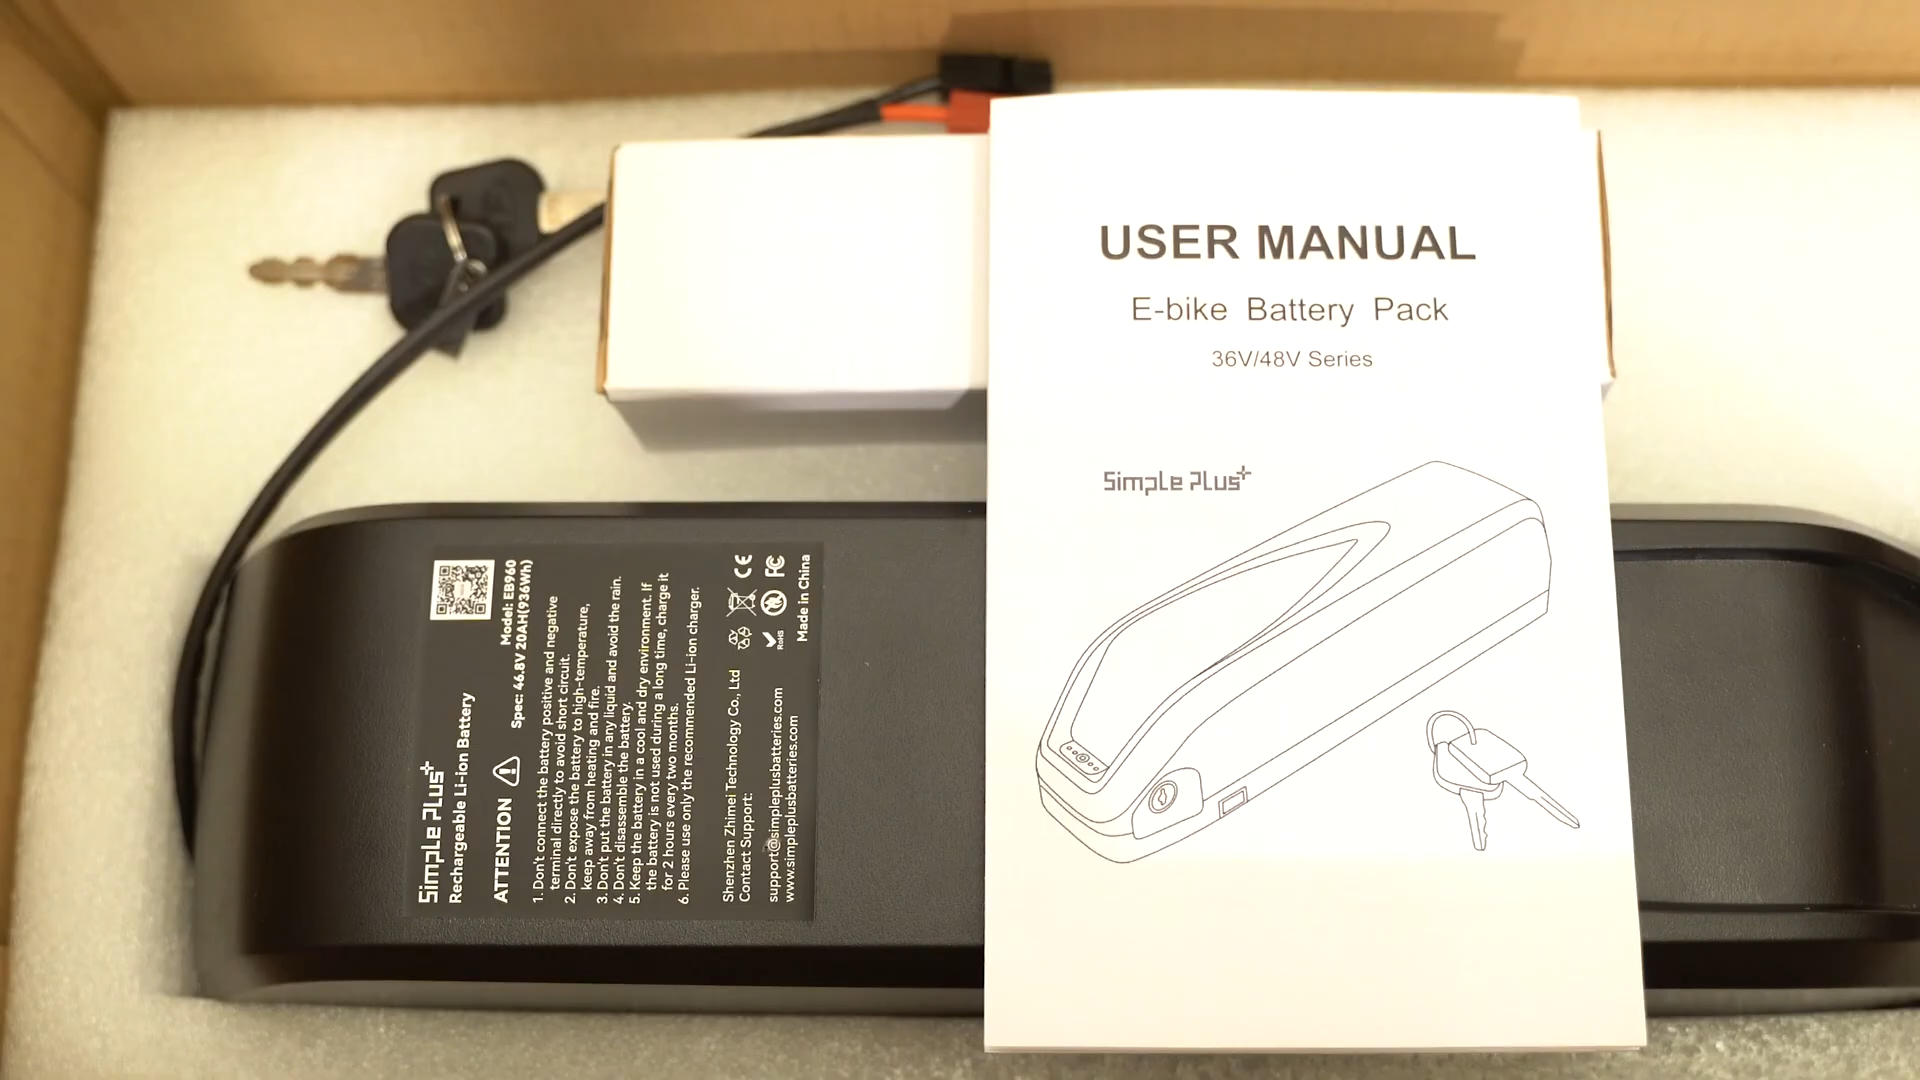 USER MANUAL
E-bike Battery Pack
36V/48V Series
Simple Plus+
Simple Plus+
Rechargeable Li-ion Battery
Model: EB960
Spec: 46.8V 20AH(936Wh)
ATTENTION
1. Don't connect the battery positive and negative
terminal directly to avoid short circuit.
2. Don't expose the battery to high-temperature,
keep away from heating and fire.
3. Don't put the battery in any liquid and avoid the rain.
4. Don't disassemble the battery.
5. Keep the battery in a cool and dry environment. If
the battery is not used during a long time, charge it
for 2 hours every two months.
6. Please use only the recommended Li-ion charger.
Shenzhen Zhimei Technology Co., Ltd
Contact Support:
support@simpleplusbatteries.com
www.simpleplusbatteries.com
CE
FC
RoHS
Made in China